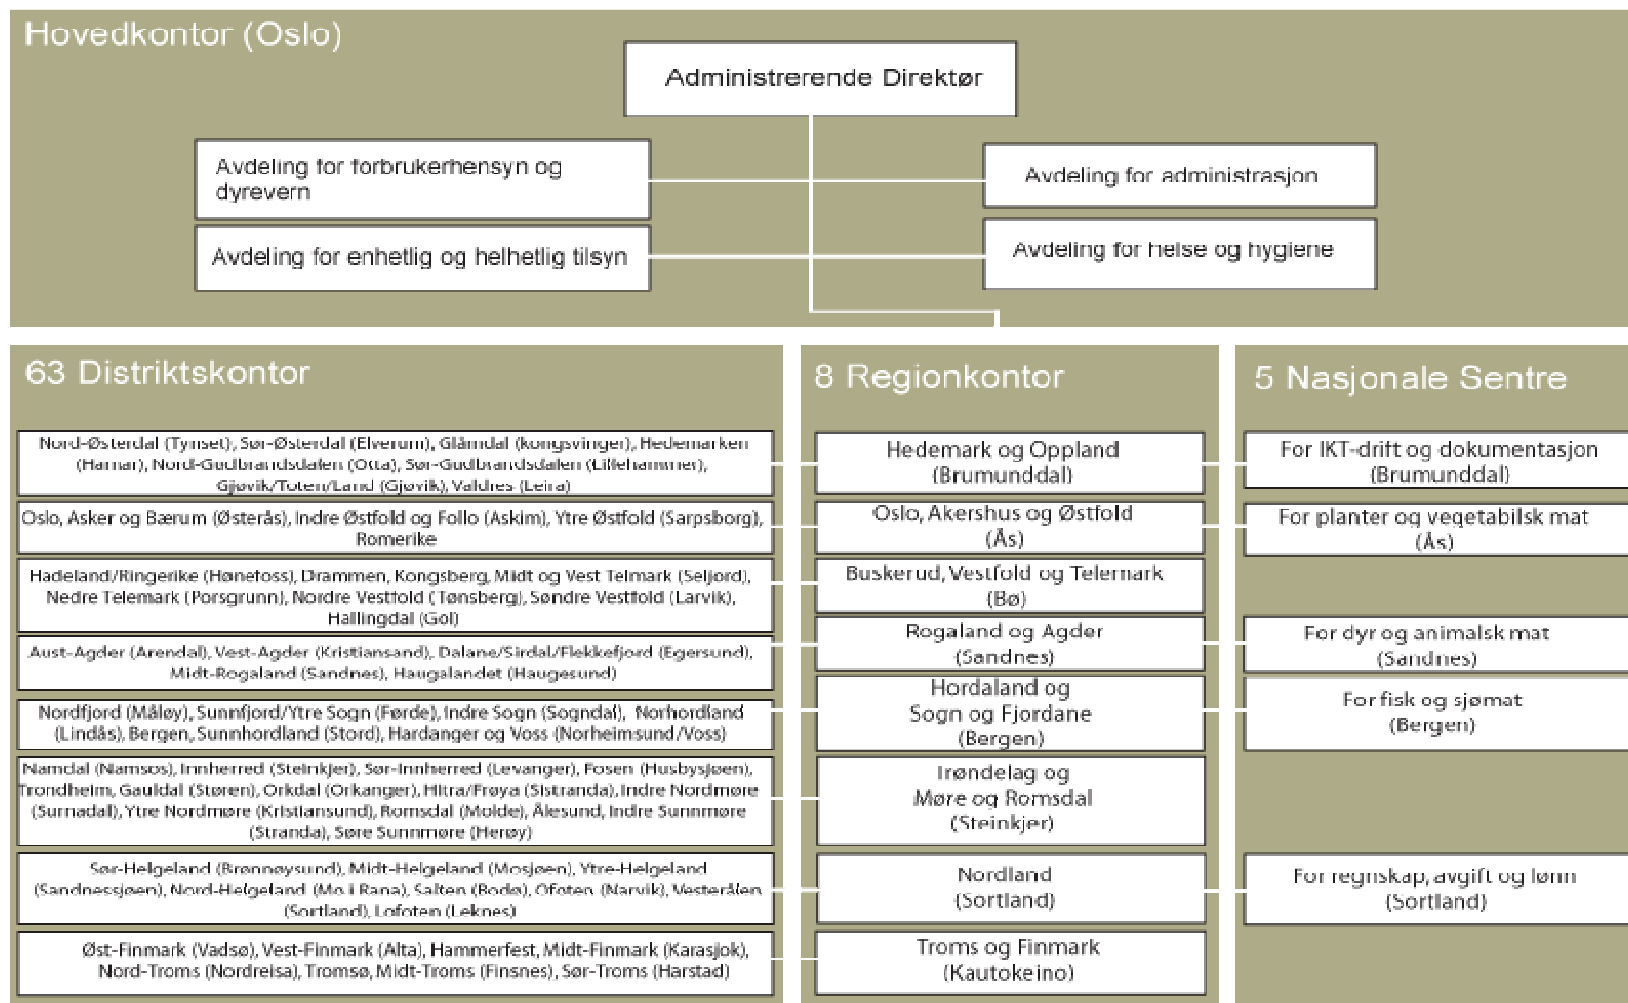 Hovedkontor (Oslo)
Administrerende Direktør
Avdeling for forbrukerhensyn og
dyrevern
Avdeling for administrasjon
Avdeling for enhetlig og helhetlig tilsyn
Avdeling for helse og hygiene
63 Distriktskontor
Nord-Østerdal (Tynset), Sør-Østerdal (Elverum), Glåmdal (kongsvinger), Hedemarken
(Hamar), Nord-Gudbrandsdalen (Otta), Sør-Gudbrandsdalen (Lillehammer),
Gjøvik/Toten/Land (Gjøvik), Valdres (Leira)
Oslo, Asker og Bærum (Østerås), Indre Østfold og Follo (Askim), Ytre Østfold (Sarpsborg),
Romerike
Hadeland/Ringerike (Hønefoss), Drammen, Kongsberg, Midt og Vest Telmark (Seljord),
Nedre Telemark (Porsgrunn), Nordre Vestfold (Tønsberg), Søndre Vestfold (Larvik),
Hallingdal (Gol)
Aust-Agder (Arendal), Vest-Agder (Kristiansand), Dalane/Sirdal/Flekkefjord (Egersund),
Midt-Rogaland (Sandnes), Haugalandet (Haugesund)
Nordfjord (Måløy), Sunnfjord/Ytre Sogn (Førde), Indre Sogn (Sogndal), Norhordland
(Lindås), Bergen, Sunnhordland (Stord), Hardanger og Voss (Norheimsund/Voss)
Namdal (Namsos), Innherred (Steinkjer), Sør-Innherred (Levanger), Fosen (Husbysjøen),
Trondheim, Gauldal (Støren), Orkdal (Orkanger), Hitra/Frøya (Sistranda), Indre Nordmøre
(Surnadal), Ytre Nordmøre (Kristiansund), Romsdal (Molde), Ålesund, Indre Sunnmøre
(Stranda), Søre Sunnmøre (Herøy)
Sør-Helgeland (Brønnøysund), Midt-Helgeland (Mosjøen), Ytre-Helgeland
(Sandnessjøen), Nord-Helgeland (Mo i Rana), Salten (Bodø), Ofoten (Narvik), Vesterålen
(Sortland), Lofoten (Leknes)
Øst-Finmark (Vadsø), Vest-Finmark (Alta), Hammerfest, Midt-Finmark (Karasjok),
Nord-Troms (Nordreisa), Tromsø, Midt-Troms (Finsnes), Sør-Troms (Harstad)
8 Regionkontor
Hedemark og Oppland
(Brumunddal)
Oslo, Akershus og Østfold
(Ås)
Buskerud, Vestfold og Telemark
(Bø)
Rogaland og Agder
(Sandnes)
Hordaland og
Sogn og Fjordane
(Bergen)
Trøndelag og
Møre og Romsdal
(Steinkjer)
Nordland
(Sortland)
Troms og Finmark
(Kautokeino)
5 Nasjonale Sentre
For IKT-drift og dokumentasjon
(Brumunddal)
For planter og vegetabilsk mat
(Ås)
For dyr og animalsk mat
(Sandnes)
For fisk og sjømat
(Bergen)
For regnskap, avgift og lønn
(Sortland)